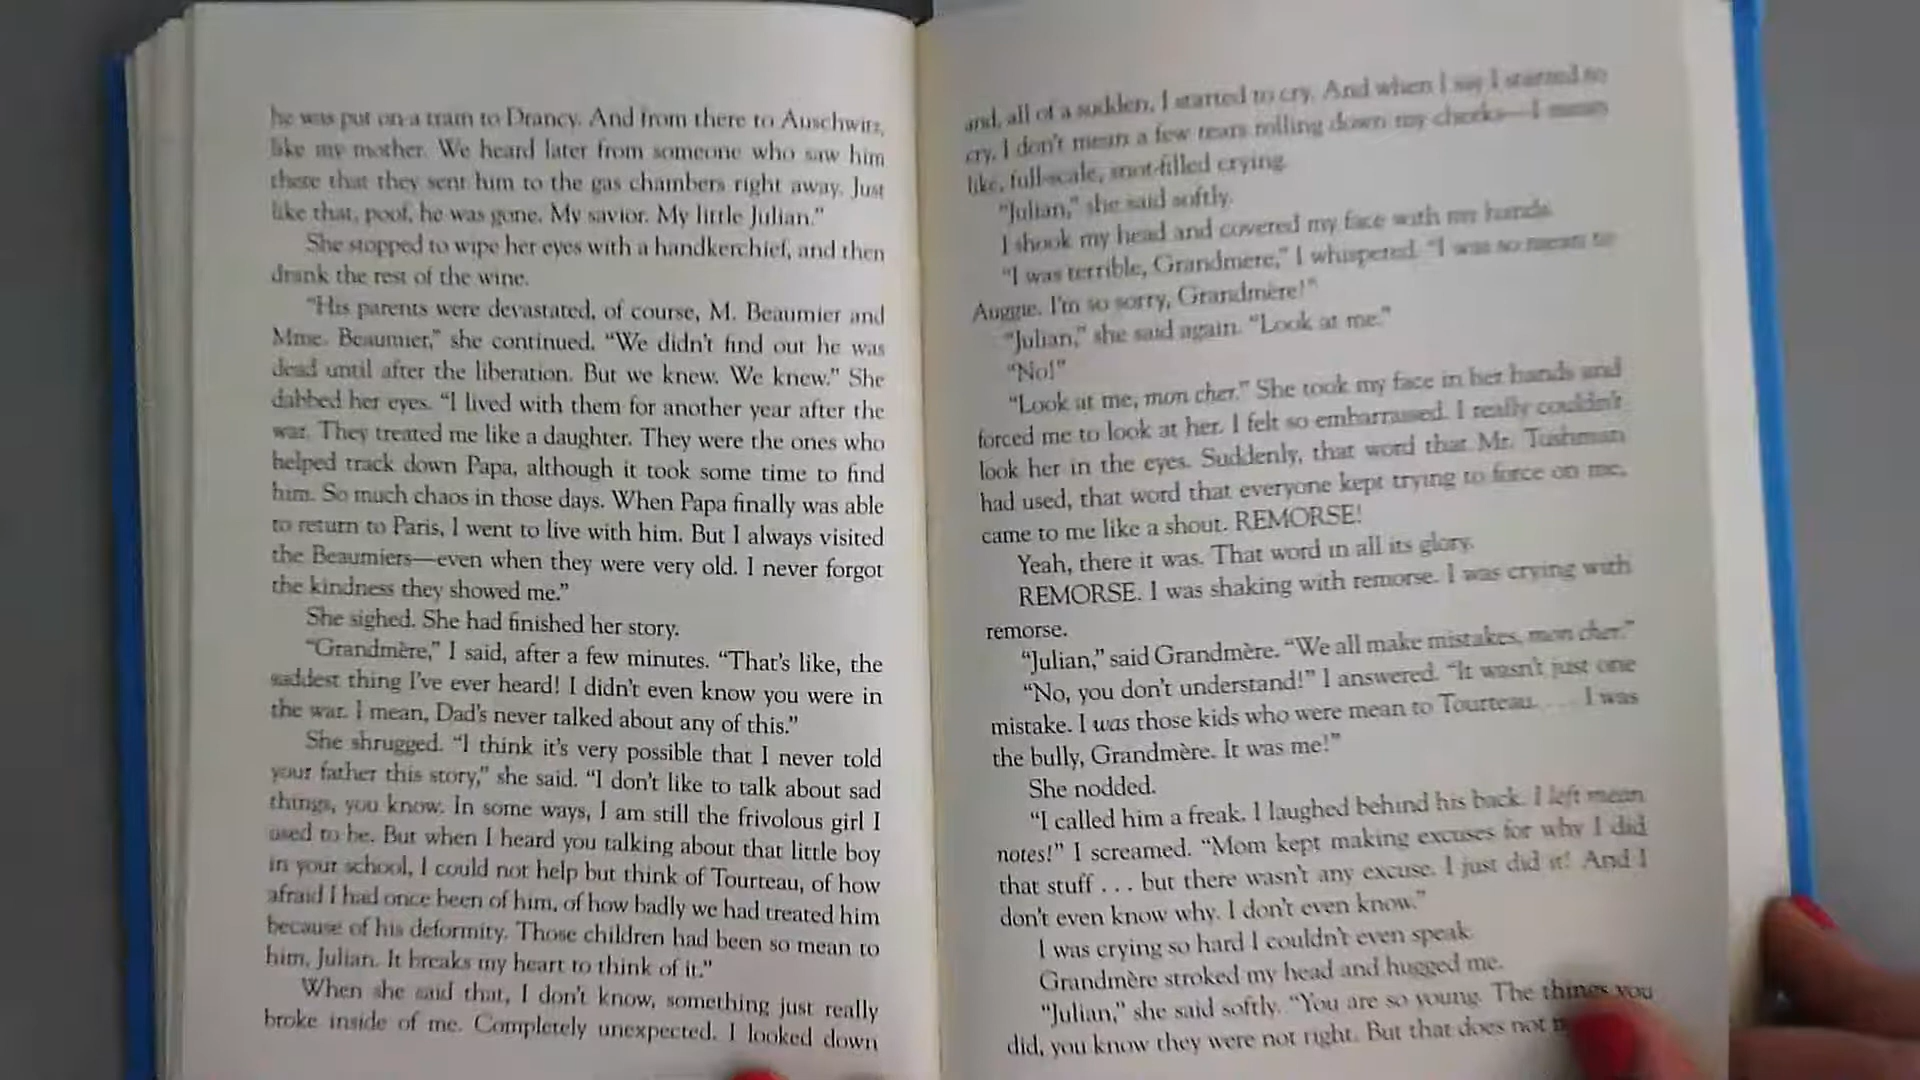 he was put on a train to Drancy. And from there to Auschwitz,
like my mother. We heard later from someone who saw him
there that they sent him to the gas chambers right away. Just
like that, poof, he was gone. My savior. My little Julian.”
She stopped to wipe her eyes with a handkerchief, and then
drank the rest of the wine.
“His parents were devastated, of course, M. Beaumier and
Mme. Beaumier,” she continued. “We didn’t find out he was
dead until after the liberation. But we knew. We knew.” She
dabbed her eyes. “I lived with them for another year after the
war. They treated me like a daughter. They were the ones who
helped track down Papa, although it took some time to find
him. So much chaos in those days. When Papa finally was able
to return to Paris, I went to live with him. But I always visited
the Beaumiers—even when they were very old. I never forgot
the kindness they showed me.”
She sighed. She had finished her story.
“Grandmère,” I said, after a few minutes. “That’s like, the
saddest thing I’ve ever heard! I didn’t even know you were in
the war. I mean, Dad’s never talked about any of this.”
She shrugged. “I think it’s very possible that I never told
your father this story,” she said. “I don’t like to talk about sad
things, you know. In some ways, I am still the frivolous girl I
used to be. But when I heard you talking about that little boy
in your school, I could not help but think of Tourteau, of how
afraid I had once been of him, of how badly we had treated him
because of his deformity. Those children had been so mean to
him, Julian. It breaks my heart to think of it.”
When she said that, I don’t know, something just really
broke inside of me. Completely unexpected. I looked down
and, all of a sudden, I started to cry. And when I say I started to
cry, I don’t mean a few tears rolling down my cheeks—I mean
like, full-scale, snot-filled crying.
“Julian,” she said softly.
I shook my head and covered my face with my hands.
“I was terrible, Grandmère,” I whispered. “I was so mean to
Auggie. I’m so sorry, Grandmère!”
“Julian,” she said again. “Look at me.”
“No!”
“Look at me, mon cher.” She took my face in her hands and
forced me to look at her. I felt so embarrassed. I really couldn’t
look her in the eyes. Suddenly, that word that Mr. Tushman
had used, that word that everyone kept trying to force on me,
came to me like a shout. REMORSE!
Yeah, there it was. That word in all its glory.
REMORSE. I was shaking with remorse. I was crying with
remorse.
“Julian,” said Grandmère. “We all make mistakes, mon cher.”
“No, you don’t understand!” I answered. “It wasn’t just one
mistake. I was those kids who were mean to Tourteau. . . . I was
the bully, Grandmère. It was me!”
She nodded.
“I called him a freak. I laughed behind his back. I left mean
notes!” I screamed. “Mom kept making excuses for why I did
that stuff . . . but there wasn’t any excuse. I just did it! And I
don’t even know why. I don’t even know.”
I was crying so hard I couldn’t even speak.
Grandmère stroked my head and hugged me.
“Julian,” she said softly. “You are so young. The things you
did, you know they were not right. But that does not